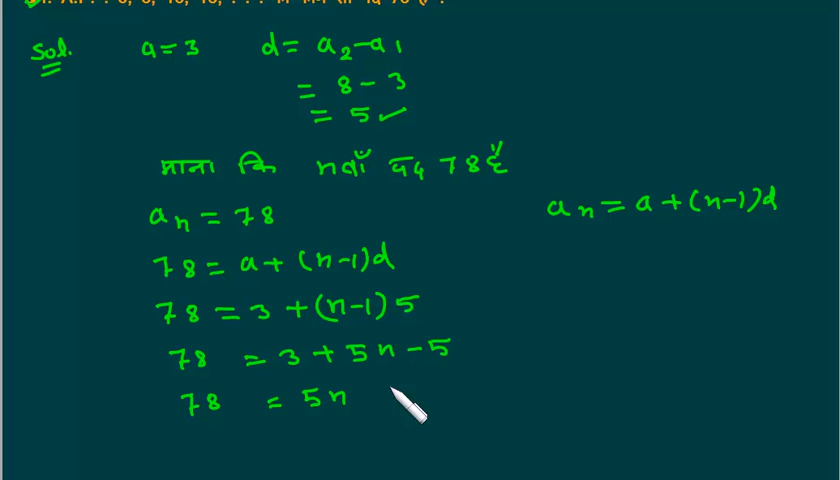 Sol. a = 3 d = a₂ - a₁
= 8 - 3
= 5 ✓
माना कि nवाँ पद 78 है
aₙ = 78 aₙ = a + (n-1)d
78 = a + (n-1)d
78 = 3 + (n-1) 5
78 = 3 + 5n - 5
78 = 5n